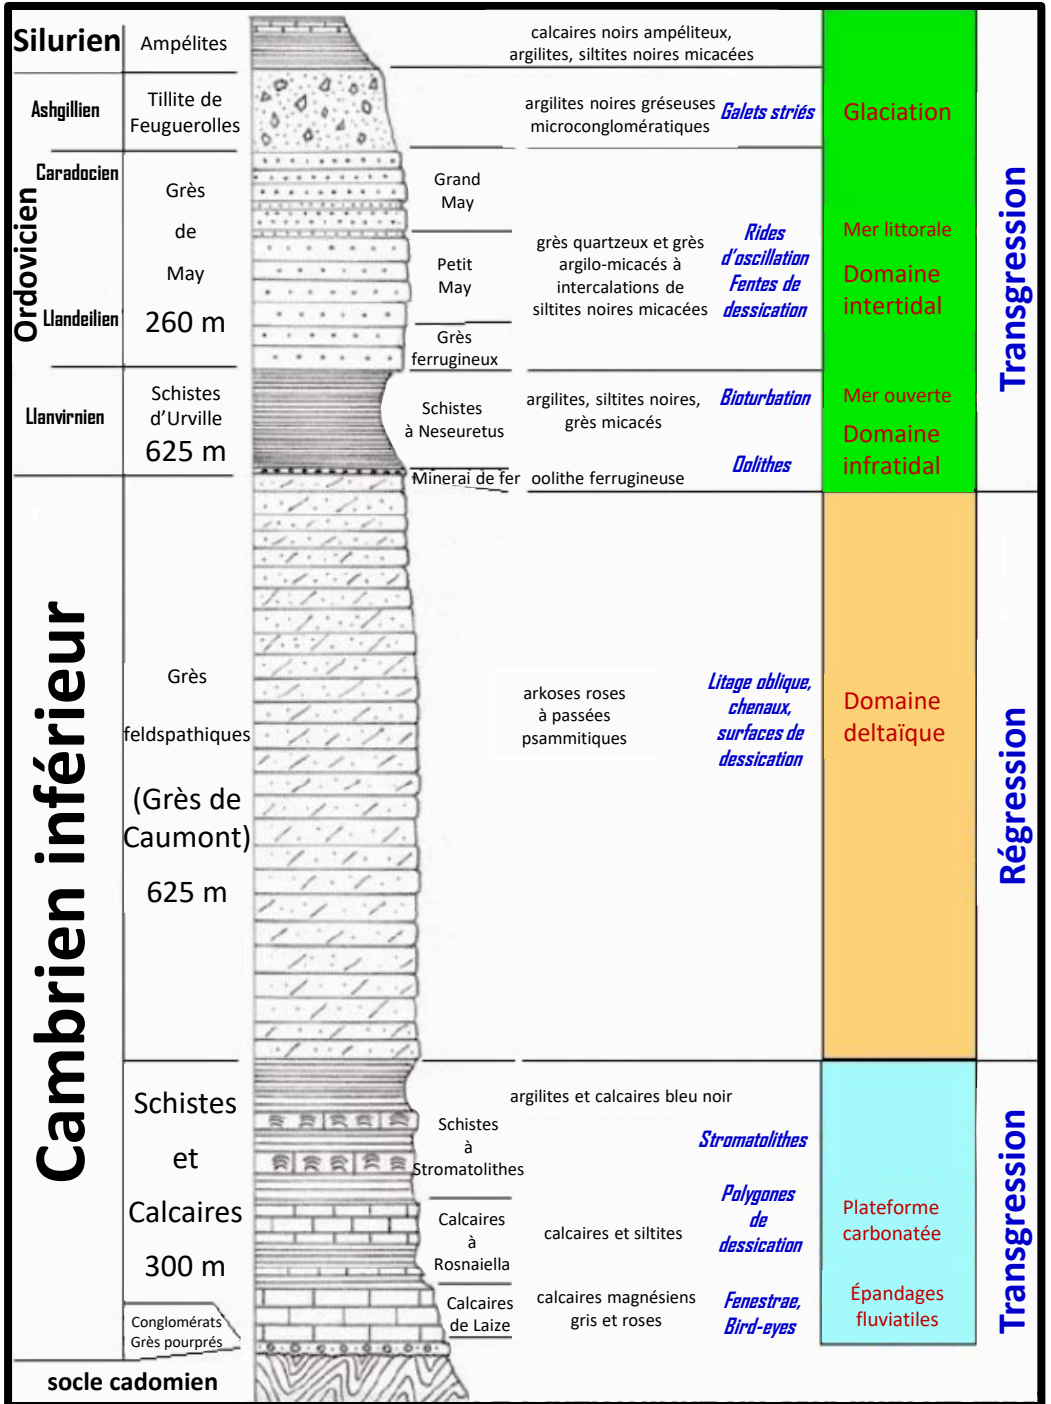 Silurien
Ampélites
calcaires noirs ampéliteux,
argilites, siltites noires micacées
Ordovicien
Ashgillien
Tillite de
Feuguerolles
argilites noires gréseuses
microconglomératiques
Galets striés
Glaciation
Caradocien
Llandeilien
Grès
de
May
260 m
Grand
May
Petit
May
Grès
ferrugineux
grès quartzeux et grès
argilo-micacés à
intercalations de
siltites noires micacées
Rides
d'oscillation
Fentes de
dessication
Mer littorale
Domaine
intertidal
Transgression
Llanvirnien
Schistes
d'Urville
625 m
Schistes
à Neseuretus
argilites, siltites noires,
grès micacés
Bioturbation
Oolithes
Mer ouverte
Domaine
infratidal
Minerai de fer
oolithe ferrugineuse
Cambrien inférieur
Grès
feldspathiques
(Grès de
Caumont)
625 m
arkoses roses
à passées
psammitiques
Litage oblique,
chenaux,
surfaces de
dessication
Domaine
deltaïque
Régression
Schistes
et
Calcaires
300 m
Schistes
à
Stromatolithes
argilites et calcaires bleu noir
Stromatolithes
Calcaires
à
Rosnaiella
calcaires et siltites
Polygones
de
dessication
Plateforme
carbonatée
Calcaires
de Laize
calcaires magnésiens
gris et roses
Fenestrae,
Bird-eyes
Épandages
fluviatiles
Transgression
Conglomérats
Grès pourprés
socle cadomien